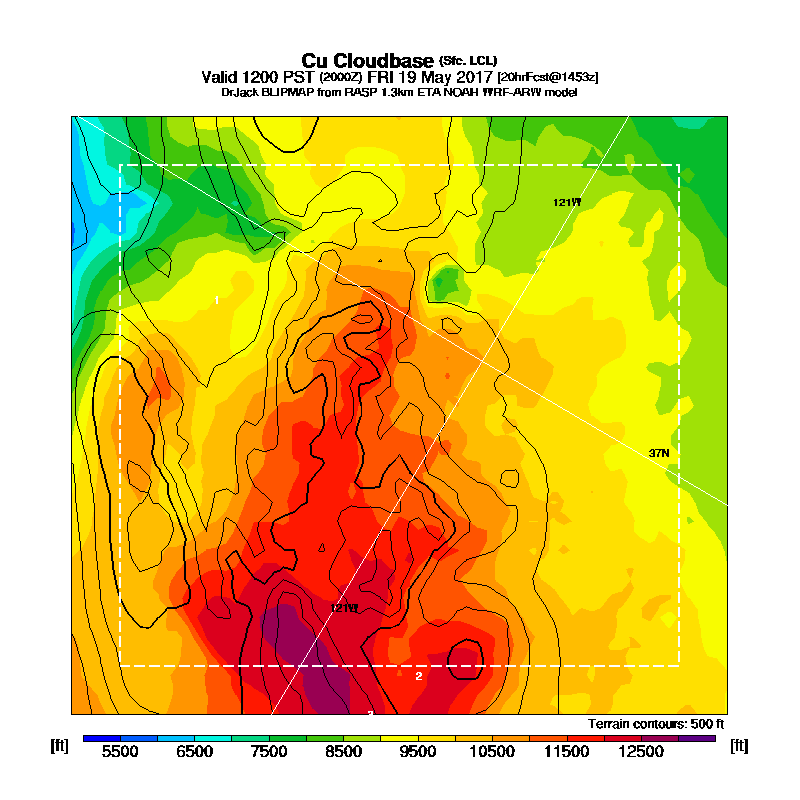 Cu Cloudbase (Sfc. LCL)
Valid 1200 PST (2000Z) FRI 19 May 2017 [20hrFcst@1453z]
DrJack BLIPMAP from RASP 1.3km ETA NOAH WRF-ARW model
121W
1
37N
121W
2
Terrain contours: 500 ft
[ft] 5500 6500 7500 8500 9500 10500 11500 12500 [ft]